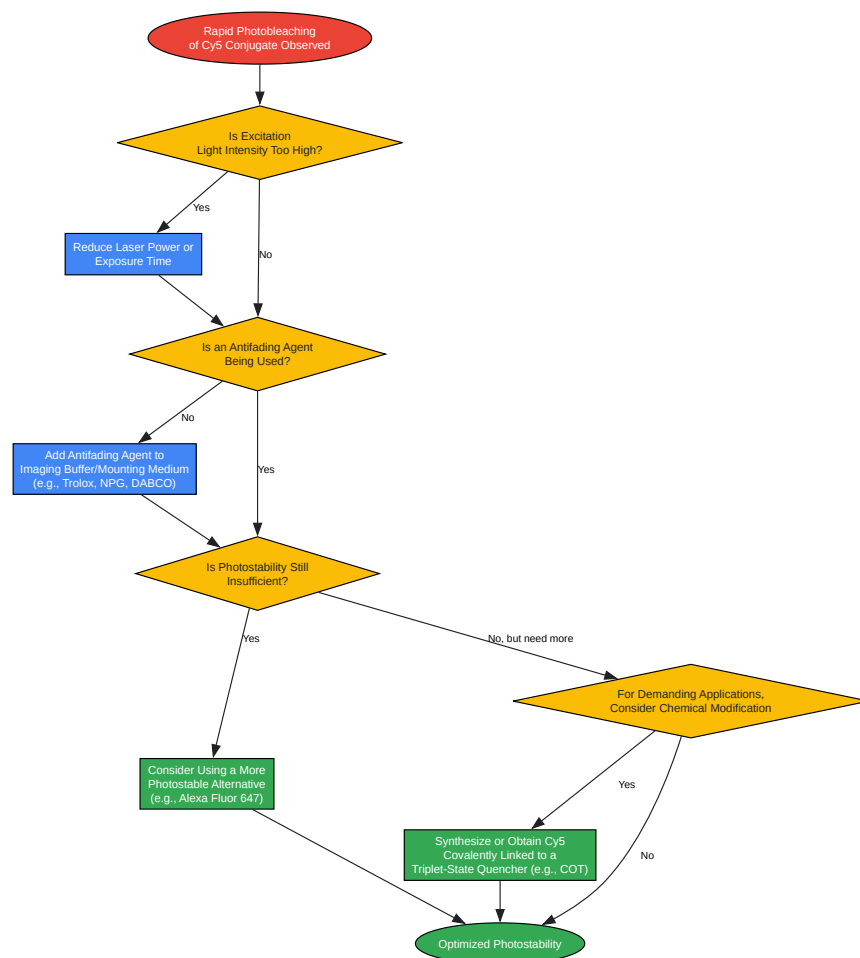 Rapid Photobleaching
of Cy5 Conjugate Observed
Is Excitation
Light Intensity Too High?
Yes
Reduce Laser Power or
Exposure Time
No
Is an Antifading Agent
Being Used?
No
Add Antifading Agent to
Imaging Buffer/Mounting Medium
(e.g., Trolox, NPG, DABCO)
Yes
Is Photostability Still
Insufficient?
Yes
No, but need more
For Demanding Applications,
Consider Chemical Modification
Consider Using a More
Photostable Alternative
(e.g., Alexa Fluor 647)
Yes
Synthesize or Obtain Cy5
Covalently Linked to a
Triplet-State Quencher (e.g., COT)
No
Optimized Photostability